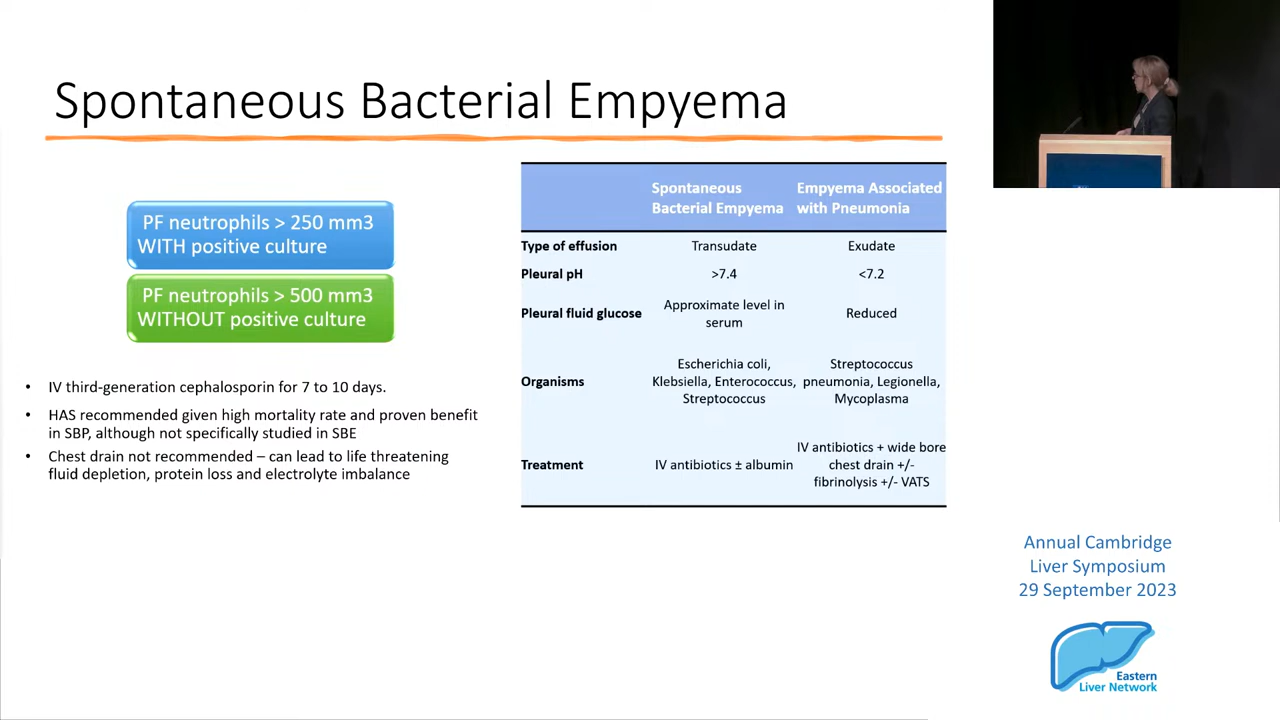 Spontaneous Bacterial Empyema
PF neutrophils > 250 mm3
WITH positive culture
PF neutrophils > 500 mm3
WITHOUT positive culture
• IV third-generation cephalosporin for 7 to 10 days.
• HAS recommended given high mortality rate and proven benefit
in SBP, although not specifically studied in SBE
• Chest drain not recommended – can lead to life threatening
fluid depletion, protein loss and electrolyte imbalance
Spontaneous
Bacterial Empyema
Empyema Associated
with Pneumonia
Type of effusion
Transudate
Exudate
Pleural pH
>7.4
<7.2
Pleural fluid glucose
Approximate level in
serum
Reduced
Organisms
Escherichia coli,
Klebsiella, Enterococcus,
Streptococcus
Streptococcus
pneumonia, Legionella,
Mycoplasma
Treatment
IV antibiotics ± albumin
IV antibiotics + wide bore
chest drain +/-
fibrinolysis +/- VATS
Annual Cambridge
Liver Symposium
29 September 2023
Eastern
Liver Network